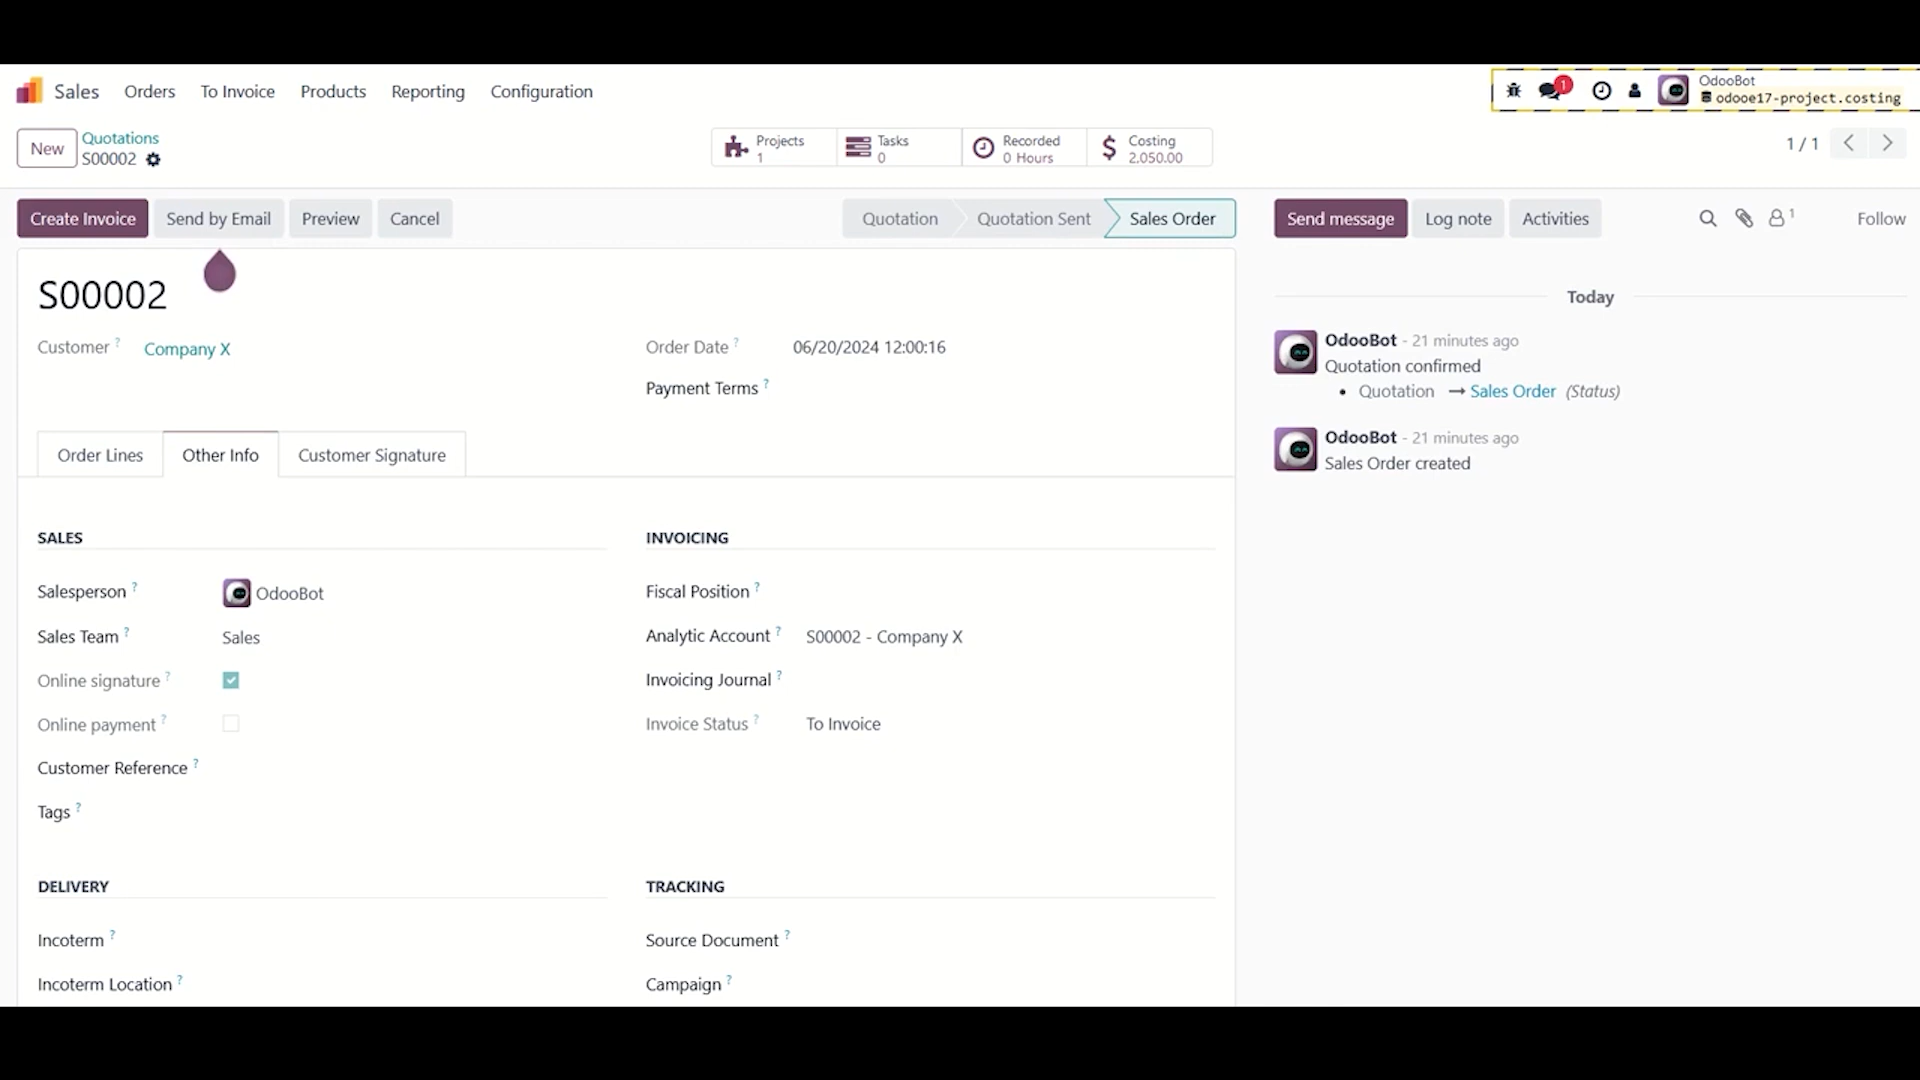 Sales Orders To Invoice Products Reporting Configuration
1
OdooBot
odooe17-project.costing
New
Quotations
S00002
Projects
1
Tasks
0
Recorded
0 Hours
Costing
2,050.00
1 / 1
Create Invoice Send by Email Preview Cancel
Quotation Quotation Sent Sales Order
Send message Log note Activities
1
Follow
S00002
Customer ? Company X
Order Date ? 06/20/2024 12:00:16
Payment Terms ?
Order Lines Other Info Customer Signature
SALES
Salesperson ? OdooBot
Sales Team ? Sales
Online signature ?
Online payment ?
Customer Reference ?
Tags ?
INVOICING
Fiscal Position ?
Analytic Account ? S00002 - Company X
Invoicing Journal ?
Invoice Status ? To Invoice
DELIVERY
Incoterm ?
Incoterm Location ?
TRACKING
Source Document ?
Campaign ?
Today
OdooBot - 21 minutes ago
Quotation confirmed
• Quotation → Sales Order (Status)
OdooBot - 21 minutes ago
Sales Order created